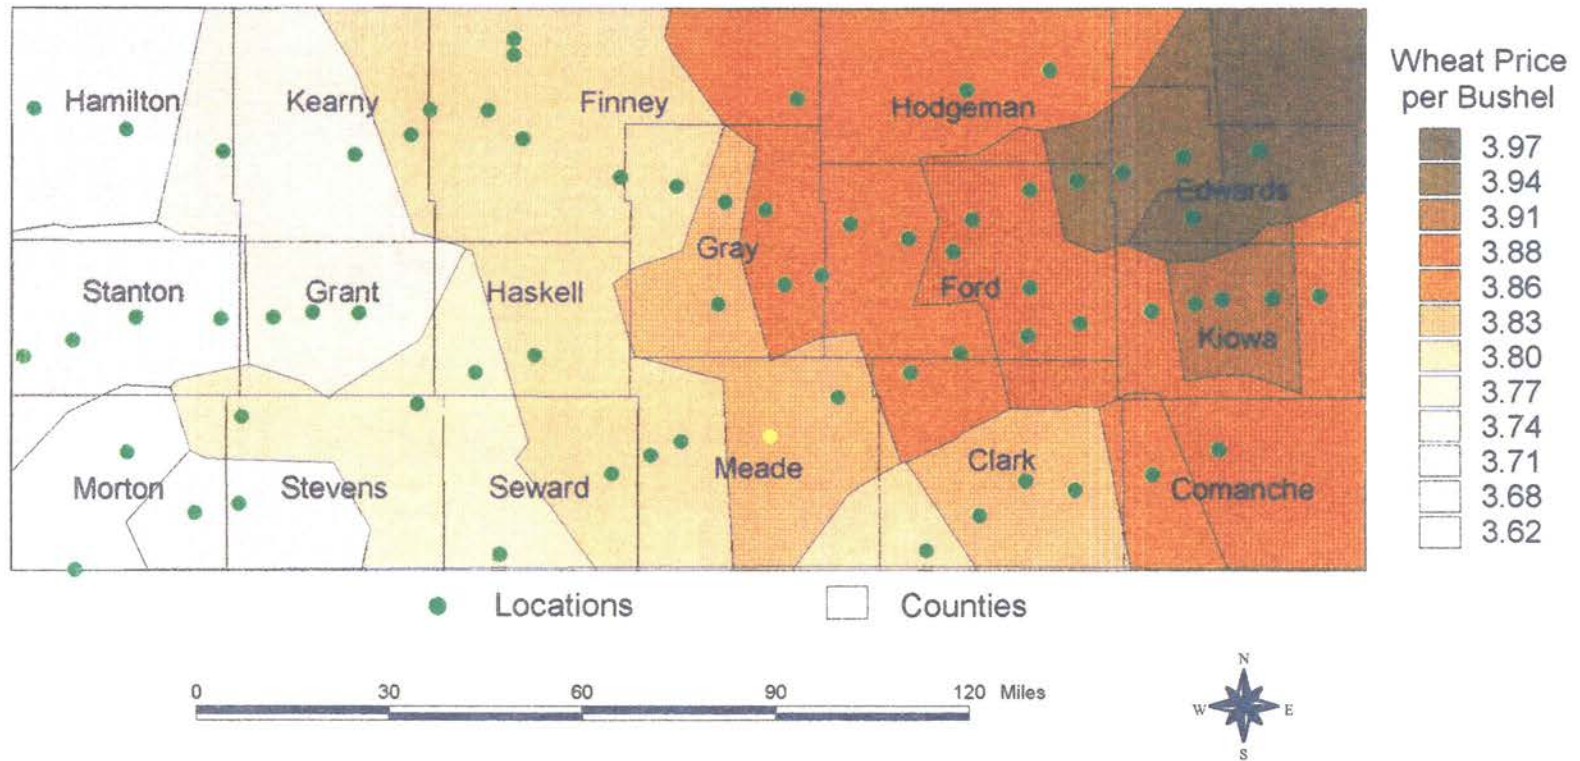 Wheat Price
per Bushel
Hamilton
Kearny
Finney
Hodgeman
Edwards
Gray
Stanton
Grant
Haskell
Ford
Kiowa
Morton
Stevens
Seward
Meade
Clark
Comanche
3.97
3.94
3.91
3.88
3.86
3.83
3.80
3.77
3.74
3.71
3.68
3.62
Locations
Counties
0 30 60 90 120 Miles
N
W E
S